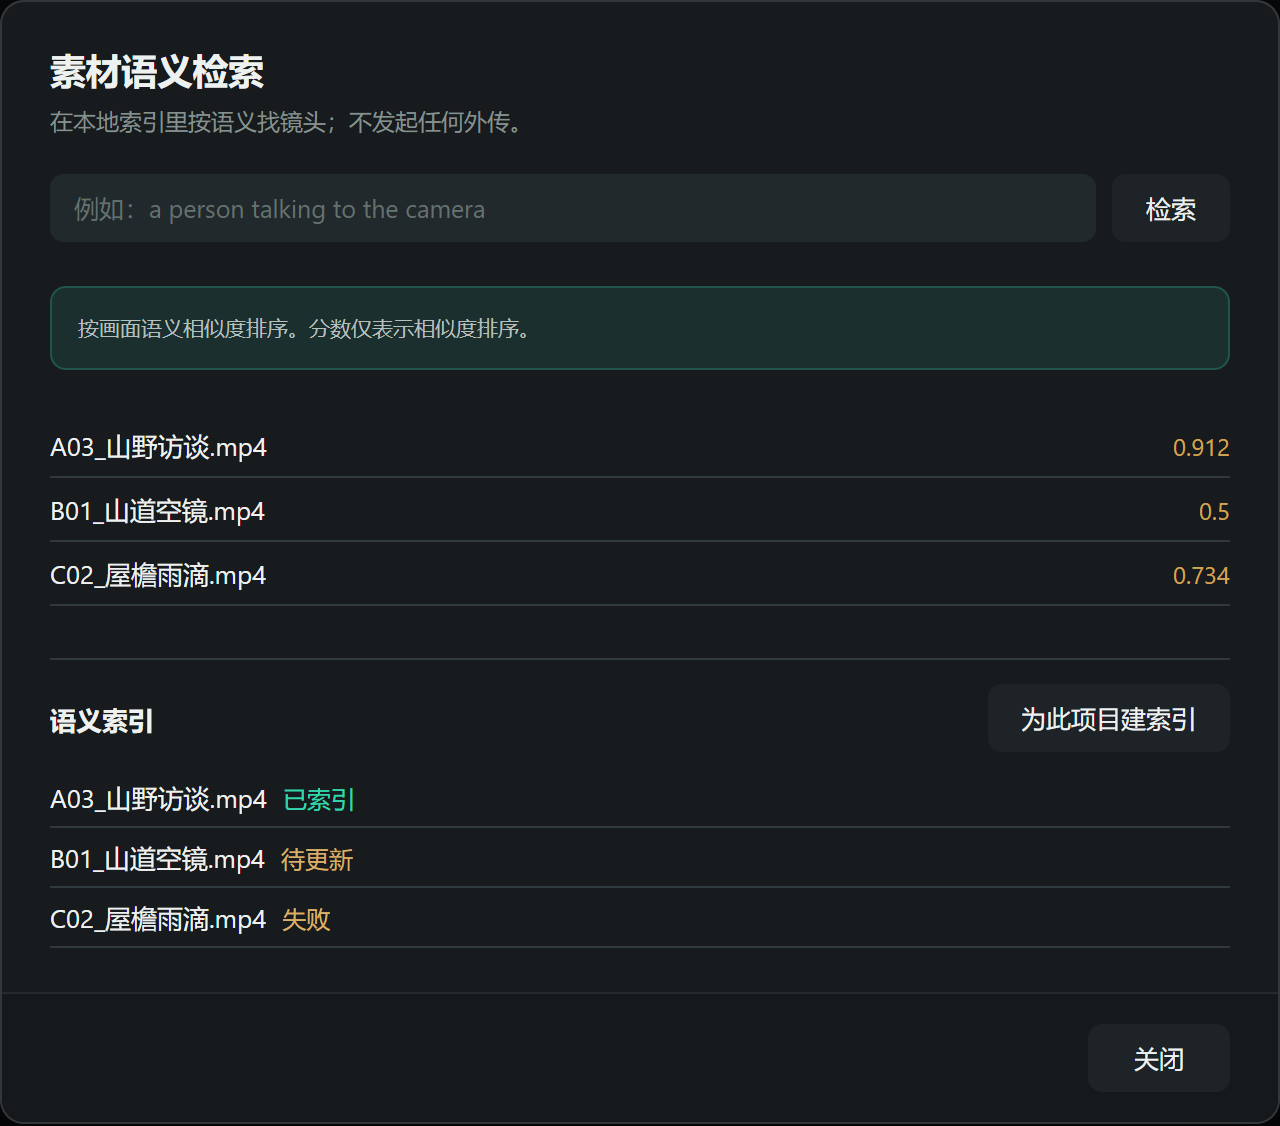 素材语义检索
在本地索引里按语义找镜头；不发起任何外传。
例如：a person talking to the camera
检索
按画面语义相似度排序。分数仅表示相似度排序。
A03_山野访谈.mp4 0.912
B01_山道空镜.mp4 0.5
C02_屋檐雨滴.mp4 0.734
语义索引
为此项目建索引
A03_山野访谈.mp4 已索引
B01_山道空镜.mp4 待更新
C02_屋檐雨滴.mp4 失败
关闭